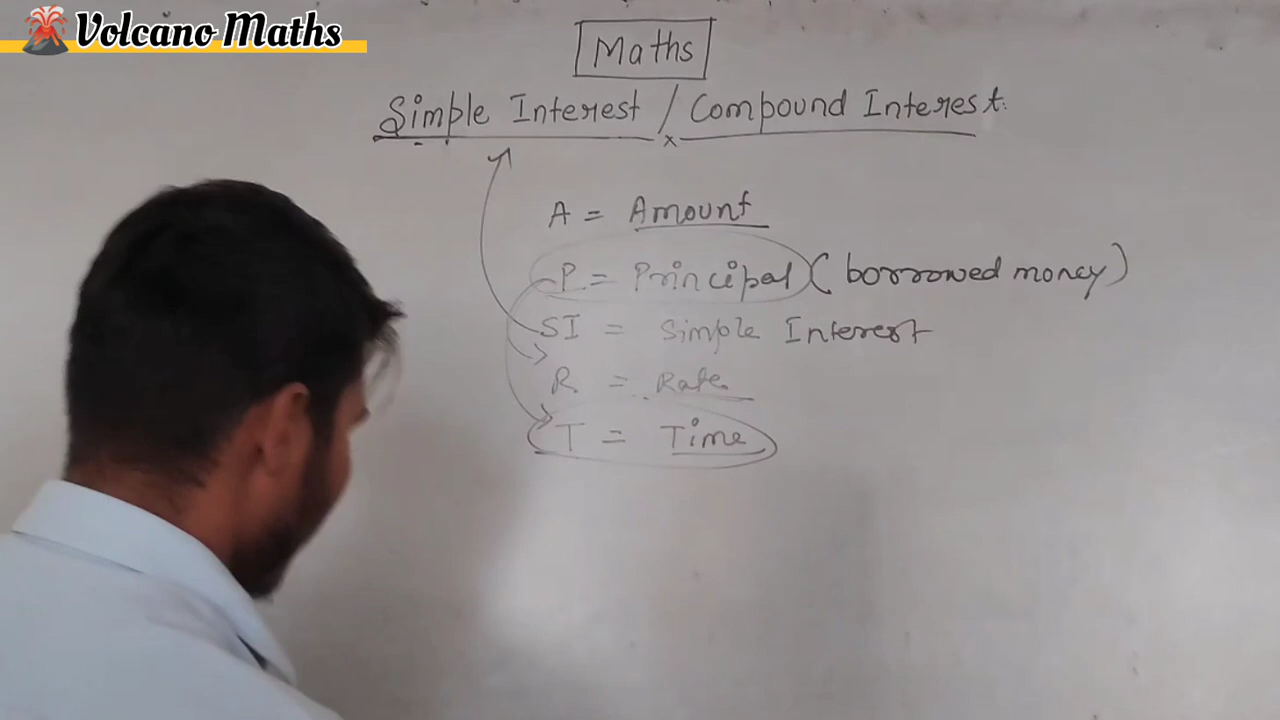 Volcano Maths
Maths
Simple Interest / Compound Interest.
A = Amount
P = Principal (borrowed money)
SI = Simple Interest
R = Rate
T = Time